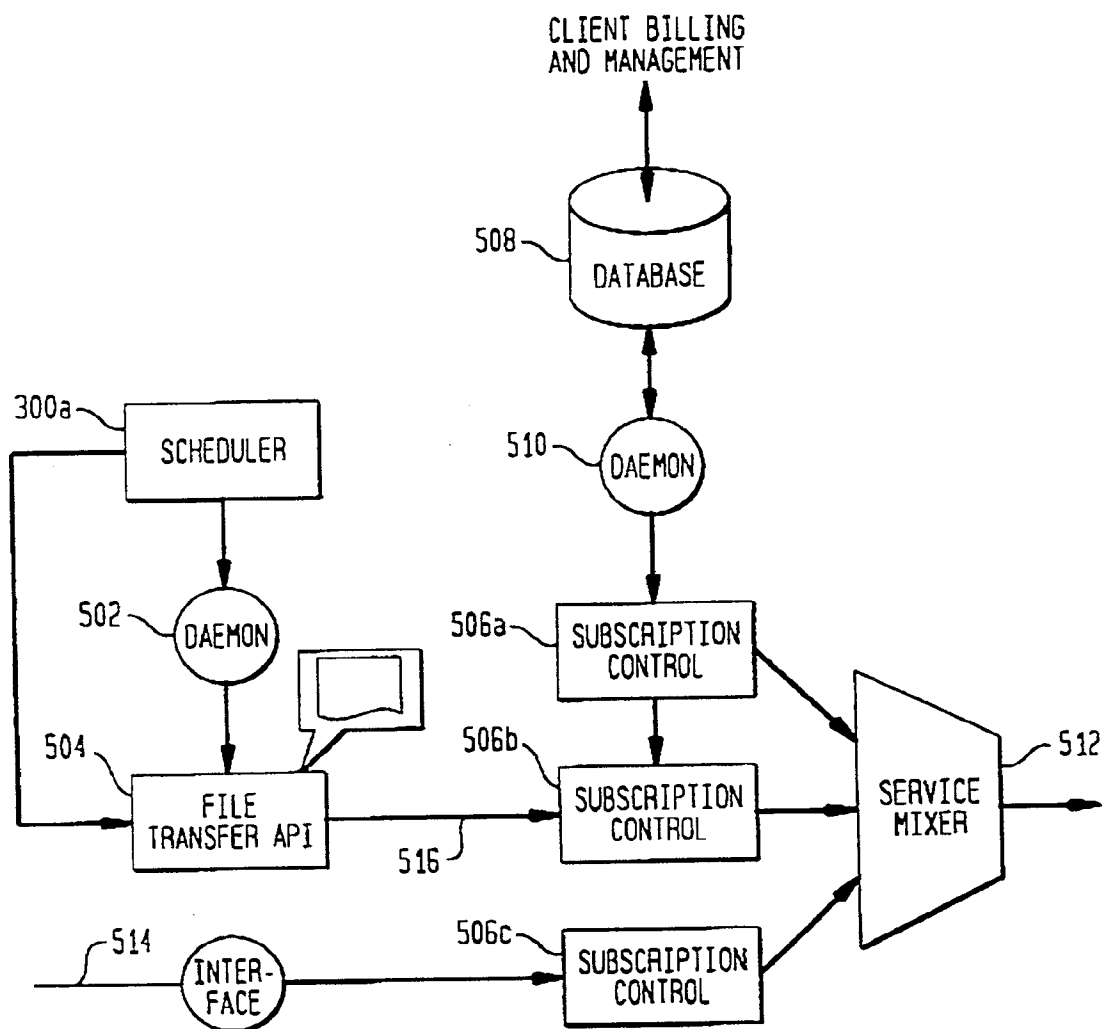 CLIENT BILLING
AND MANAGEMENT
508
DATABASE
300a
SCHEDULER
510
DAEMON
502
DAEMON
506a
SUBSCRIPTION
CONTROL
504
FILE
TRANSFER API
516
506b
SUBSCRIPTION
CONTROL
512
SERVICE
MIXER
514
INTER-
FACE
506c
SUBSCRIPTION
CONTROL